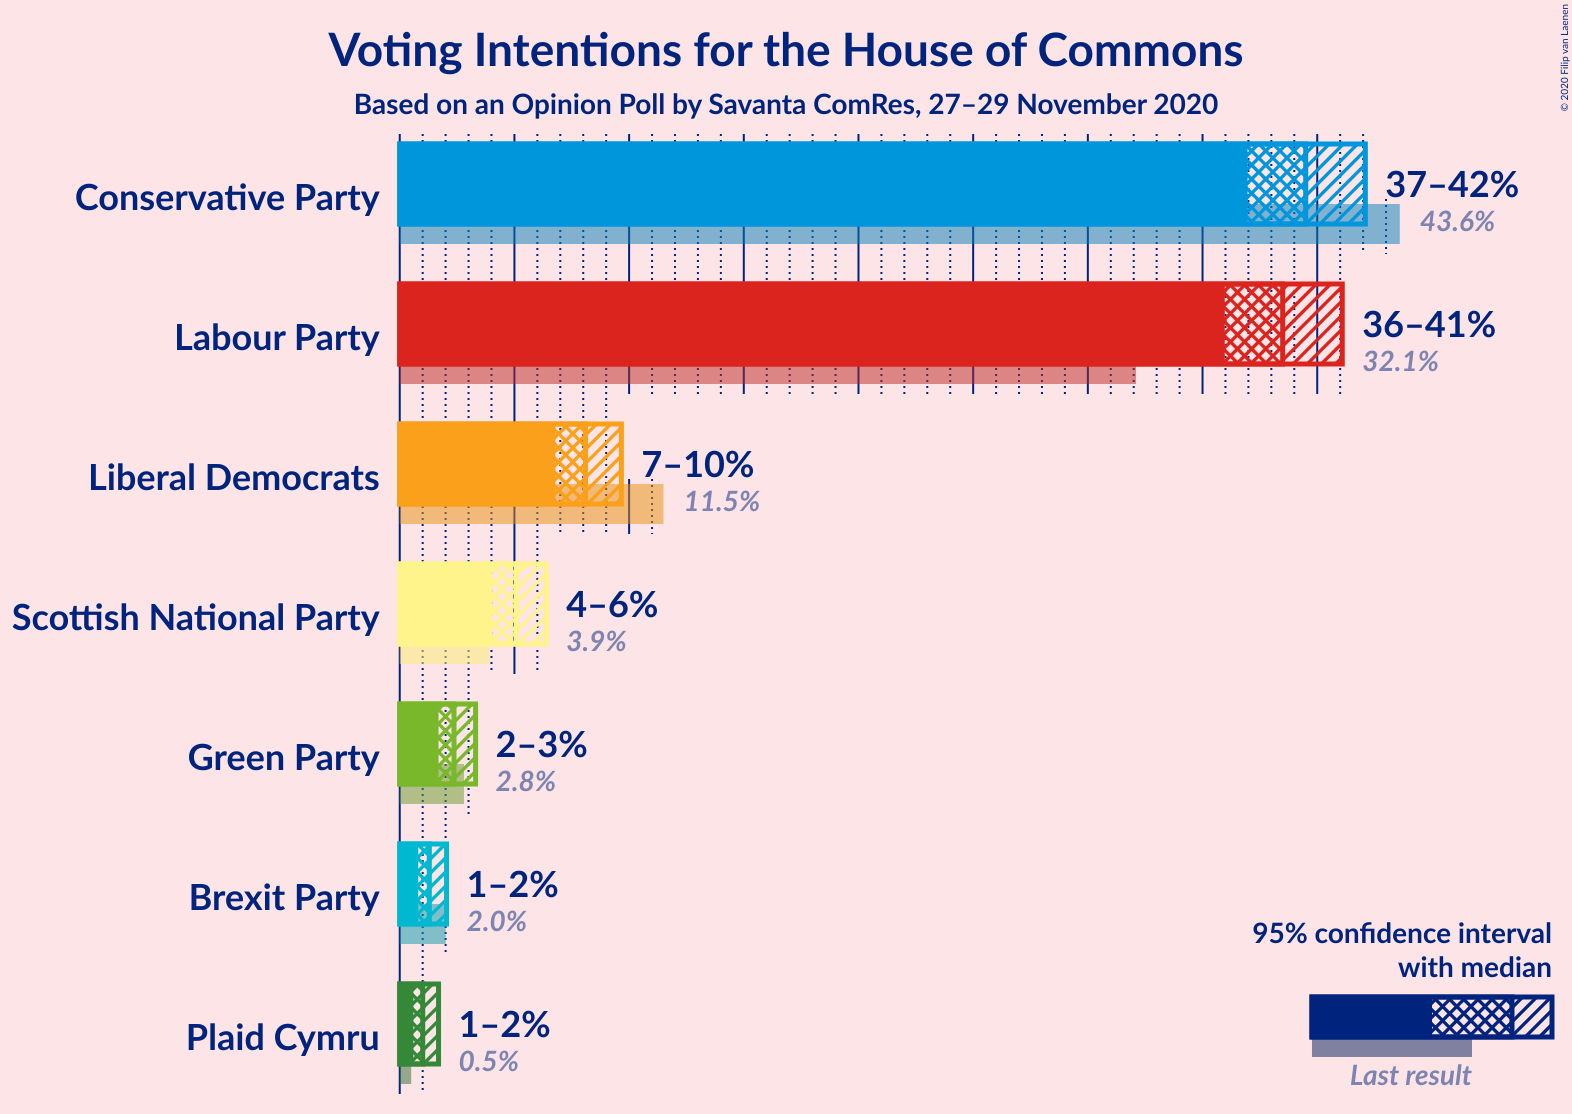 Voting Intentions for the House of Commons
Based on an Opinion Poll by Savanta ComRes, 27–29 November 2020
© 2020 Filip van Laenen
Conservative Party
37–42%
43.6%
Labour Party
36–41%
32.1%
Liberal Democrats
7–10%
11.5%
Scottish National Party
4–6%
3.9%
Green Party
2–3%
2.8%
Brexit Party
1–2%
2.0%
Plaid Cymru
1–2%
0.5%
95% confidence interval
with median
Last result